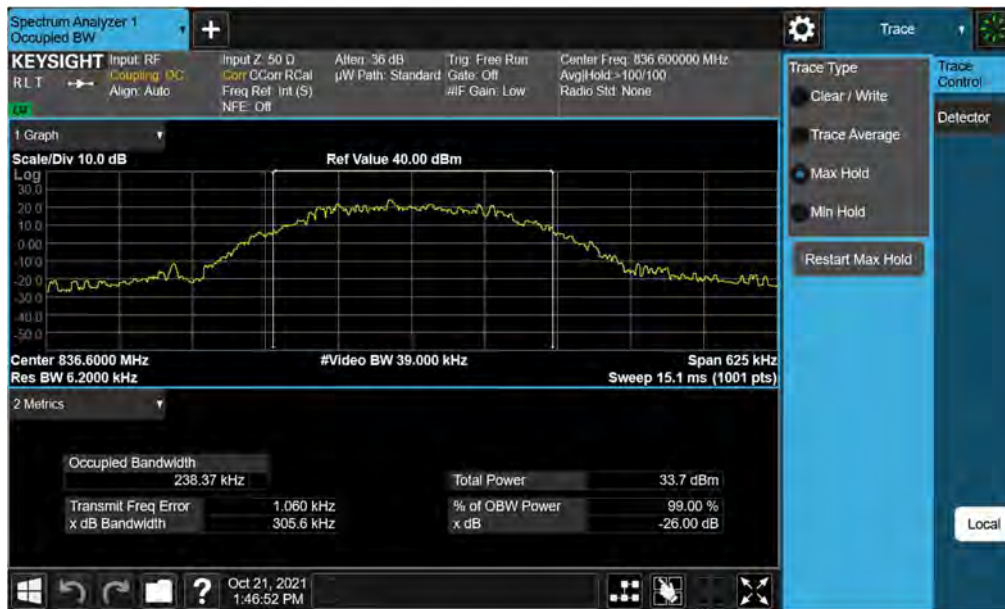 Spectrum Analyzer 1
Occupied BW
+
Trace
KEYSIGHT
RLT
Input: RF
Coupling: DC
Align: Auto
Input Z: 50 Ω
Corr CCorr RCal
Freq Ref: Int (S)
NFE: Off
Atten: 36 dB
µW Path: Standard
Trig: Free Run
Gate: Off
#IF Gain: Low
Center Freq: 836.600000 MHz
Avg|Hold:>100/100
Radio Std: None
Trace Type
Clear / Write
Trace Average
Max Hold
Min Hold
Restart Max Hold
Trace
Control
Detector
1 Graph
Scale/Div 10.0 dB
Ref Value 40.00 dBm
Log
30.0
20.0
10.0
0.00
-10.0
-20.0
-30.0
-40.0
-50.0
Center 836.6000 MHz
#Video BW 39.000 kHz
Span 625 kHz
Res BW 6.2000 kHz
Sweep 15.1 ms (1001 pts)
2 Metrics
Occupied Bandwidth
238.37 kHz
Total Power 33.7 dBm
Transmit Freq Error 1.060 kHz
% of OBW Power 99.00 %
x dB Bandwidth 305.6 kHz
x dB -26.00 dB
Local
?
Oct 21, 2021
1:46:52 PM